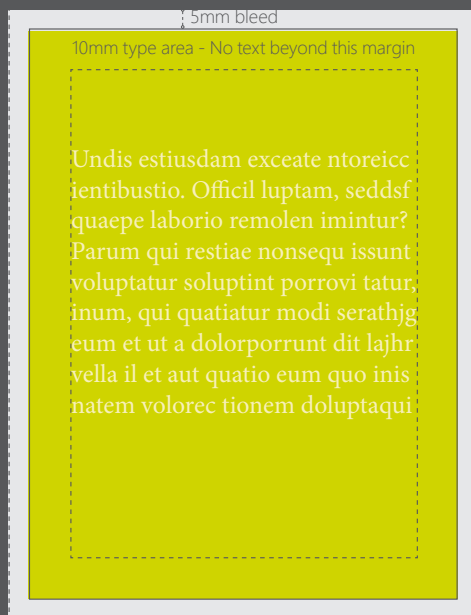 5mm bleed
10mm type area - No text beyond this margin
Undis estiusdam exceate ntoreicc
ientibustio. Officil luptam, seddsf
quaepe laborio remolen imintur?
Parum qui restiae nonsequ issunt
voluptatur soluptint porrovi tatur,
inum, qui quatiatur modi serathjg
eum et ut a dolorporrunt dit lajhr
vella il et aut quatio eum quo inis
natem volorec tionem doluptaqui